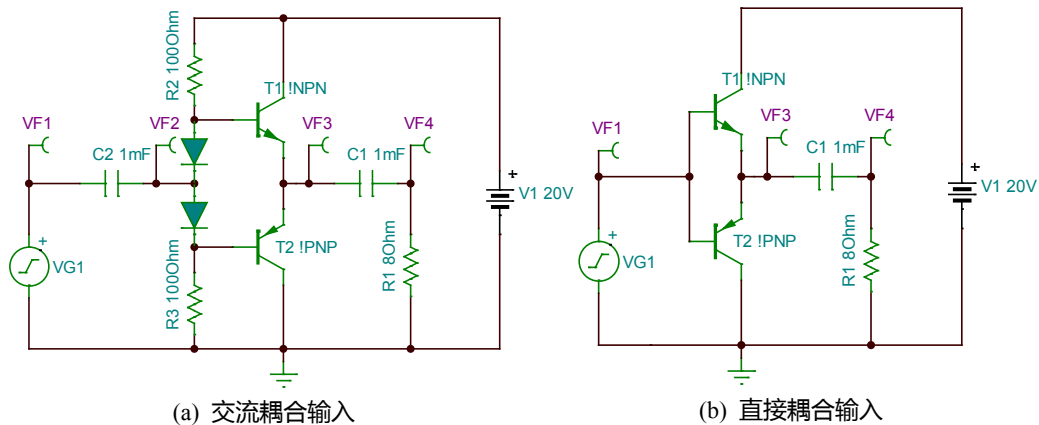 R2 100Ohm
T1 !NPN
VF1
VF2
VF3
VF4
C2 1mF
C1 1mF
+
V1 20V
+
VG1
T2 !PNP
R3 100Ohm
R1 8Ohm
(a) 交流耦合输入
T1 !NPN
VF1
VF3
VF4
C1 1mF
+
V1 20V
+
VG1
T2 !PNP
R1 8Ohm
(b) 直接耦合输入